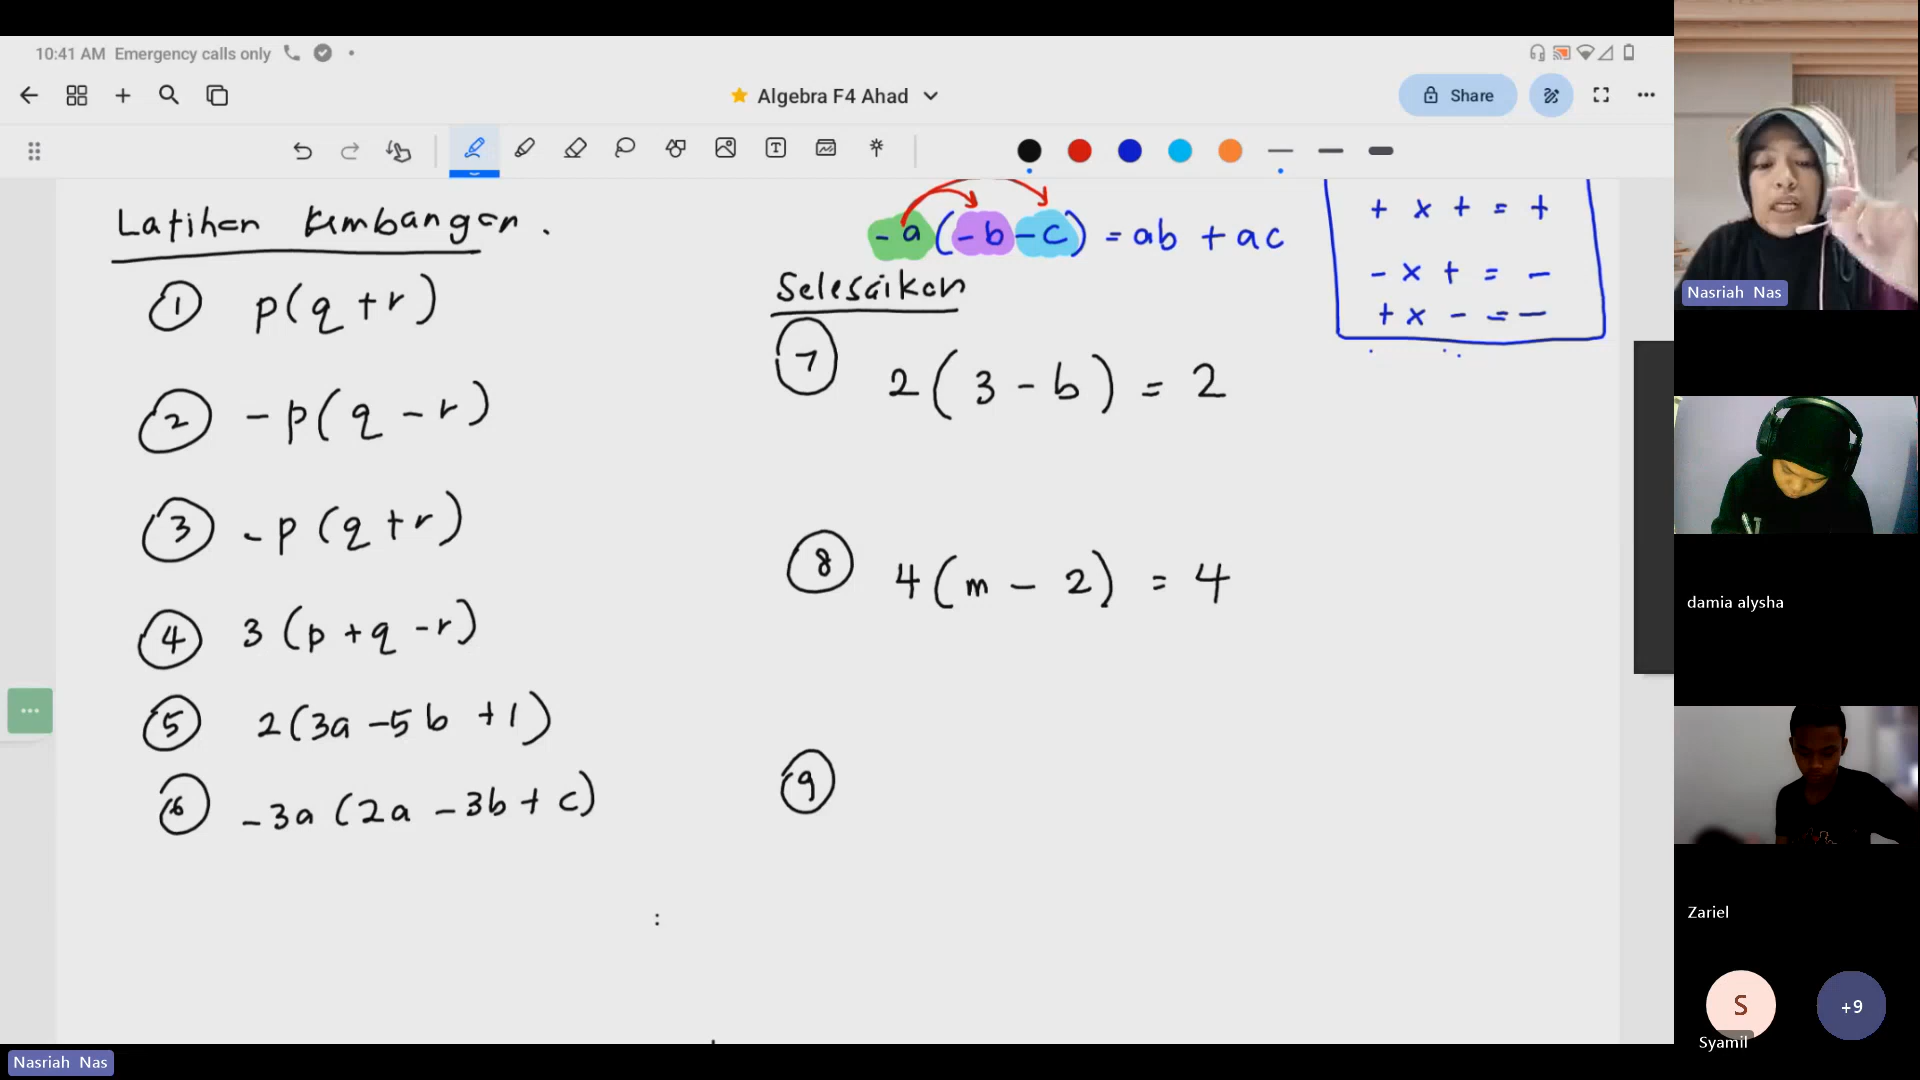 10:41 AM Emergency calls only
Algebra F4 Ahad
Share
Latihan Kembangan.
① p(q + r)
② -p(q - r)
③ -p(q + r)
④ 3(p + q - r)
⑤ 2(3a - 5b + 1)
⑥ -3a(2a - 3b + c)
-a(-b-c) = ab + ac
Selesaikan
⑦ 2(3 - b) = 2
⑧ 4(m - 2) = 4
⑨
+ x + = +
- x + = -
+ x - = -
Nasriah Nas
damia alysha
Zariel
S
+9
Syamil
Nasriah Nas